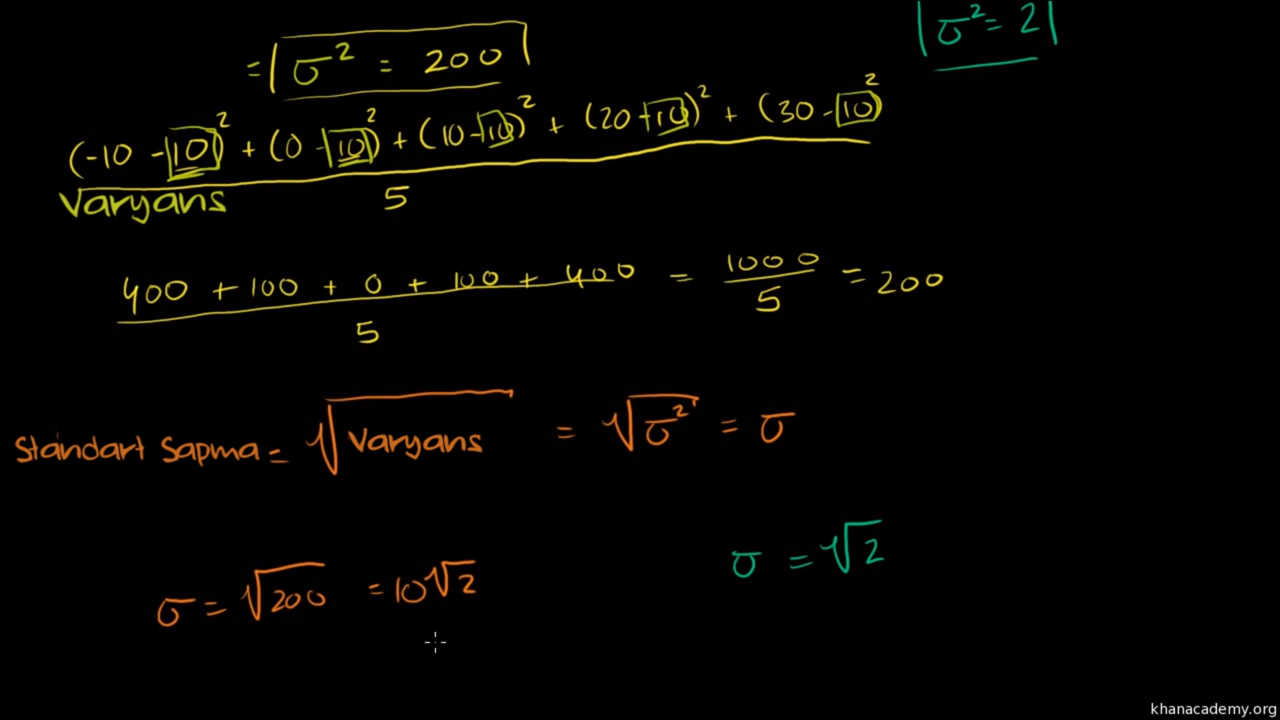 = σ² = 200
σ² = 2
(-10 - 10)² + (0 - 10)² + (10 - 10)² + (20 - 10)² + (30 - 10)²
Varyans 5
400 + 100 + 0 + 100 + 400 = 1000 = 200
5 5
Standart Sapma = √Varyans = √σ² = σ
σ = √2
σ = √200 = 10√2
khanacademy.org